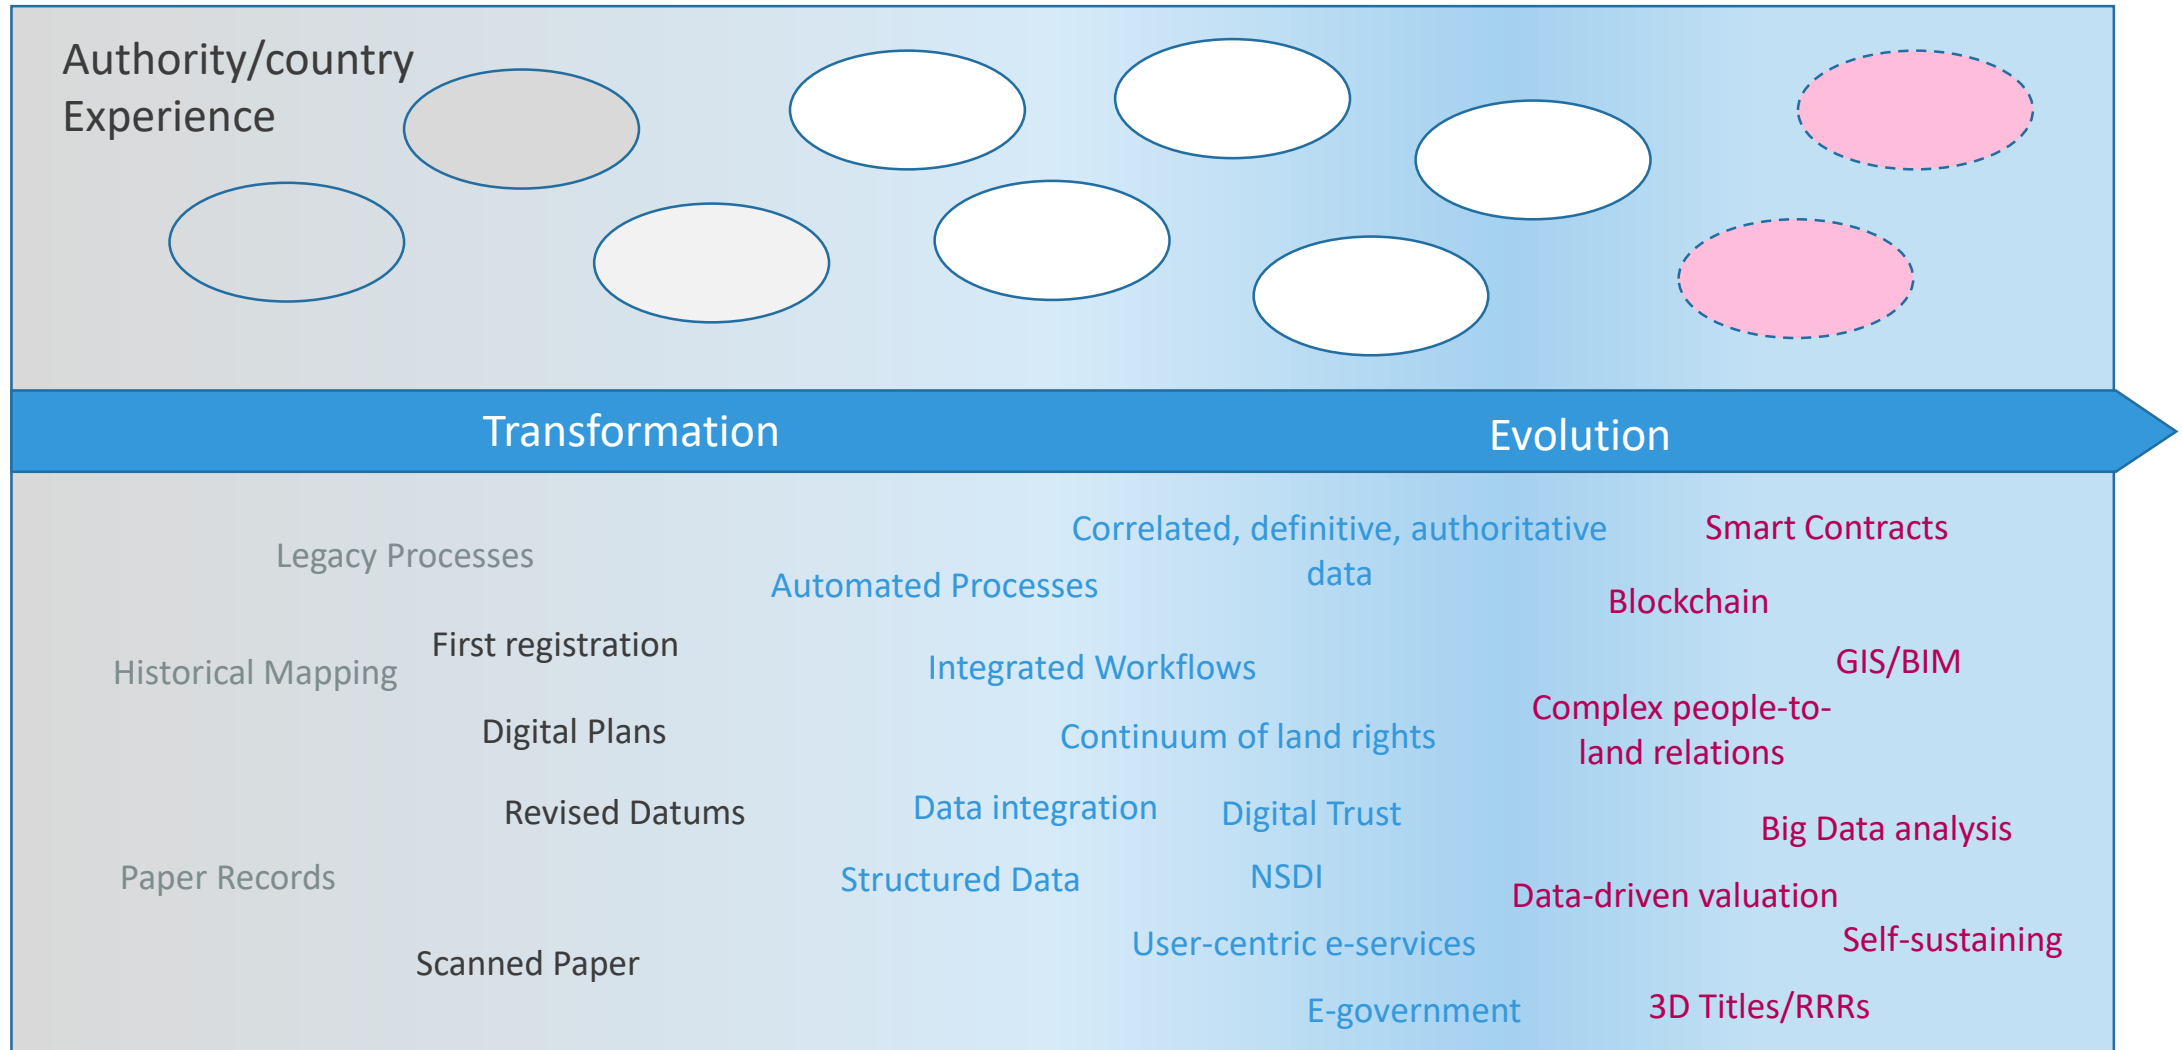 Authority/country
Experience
Transformation
Evolution
Legacy Processes
Historical Mapping
Paper Records
First registration
Digital Plans
Revised Datums
Scanned Paper
Automated Processes
Integrated Workflows
Correlated, definitive, authoritative
data
Continuum of land rights
Data integration
Digital Trust
Structured Data
NSDI
User-centric e-services
E-government
Smart Contracts
Blockchain
GIS/BIM
Complex people-to-
land relations
Big Data analysis
Data-driven valuation
Self-sustaining
3D Titles/RRRs